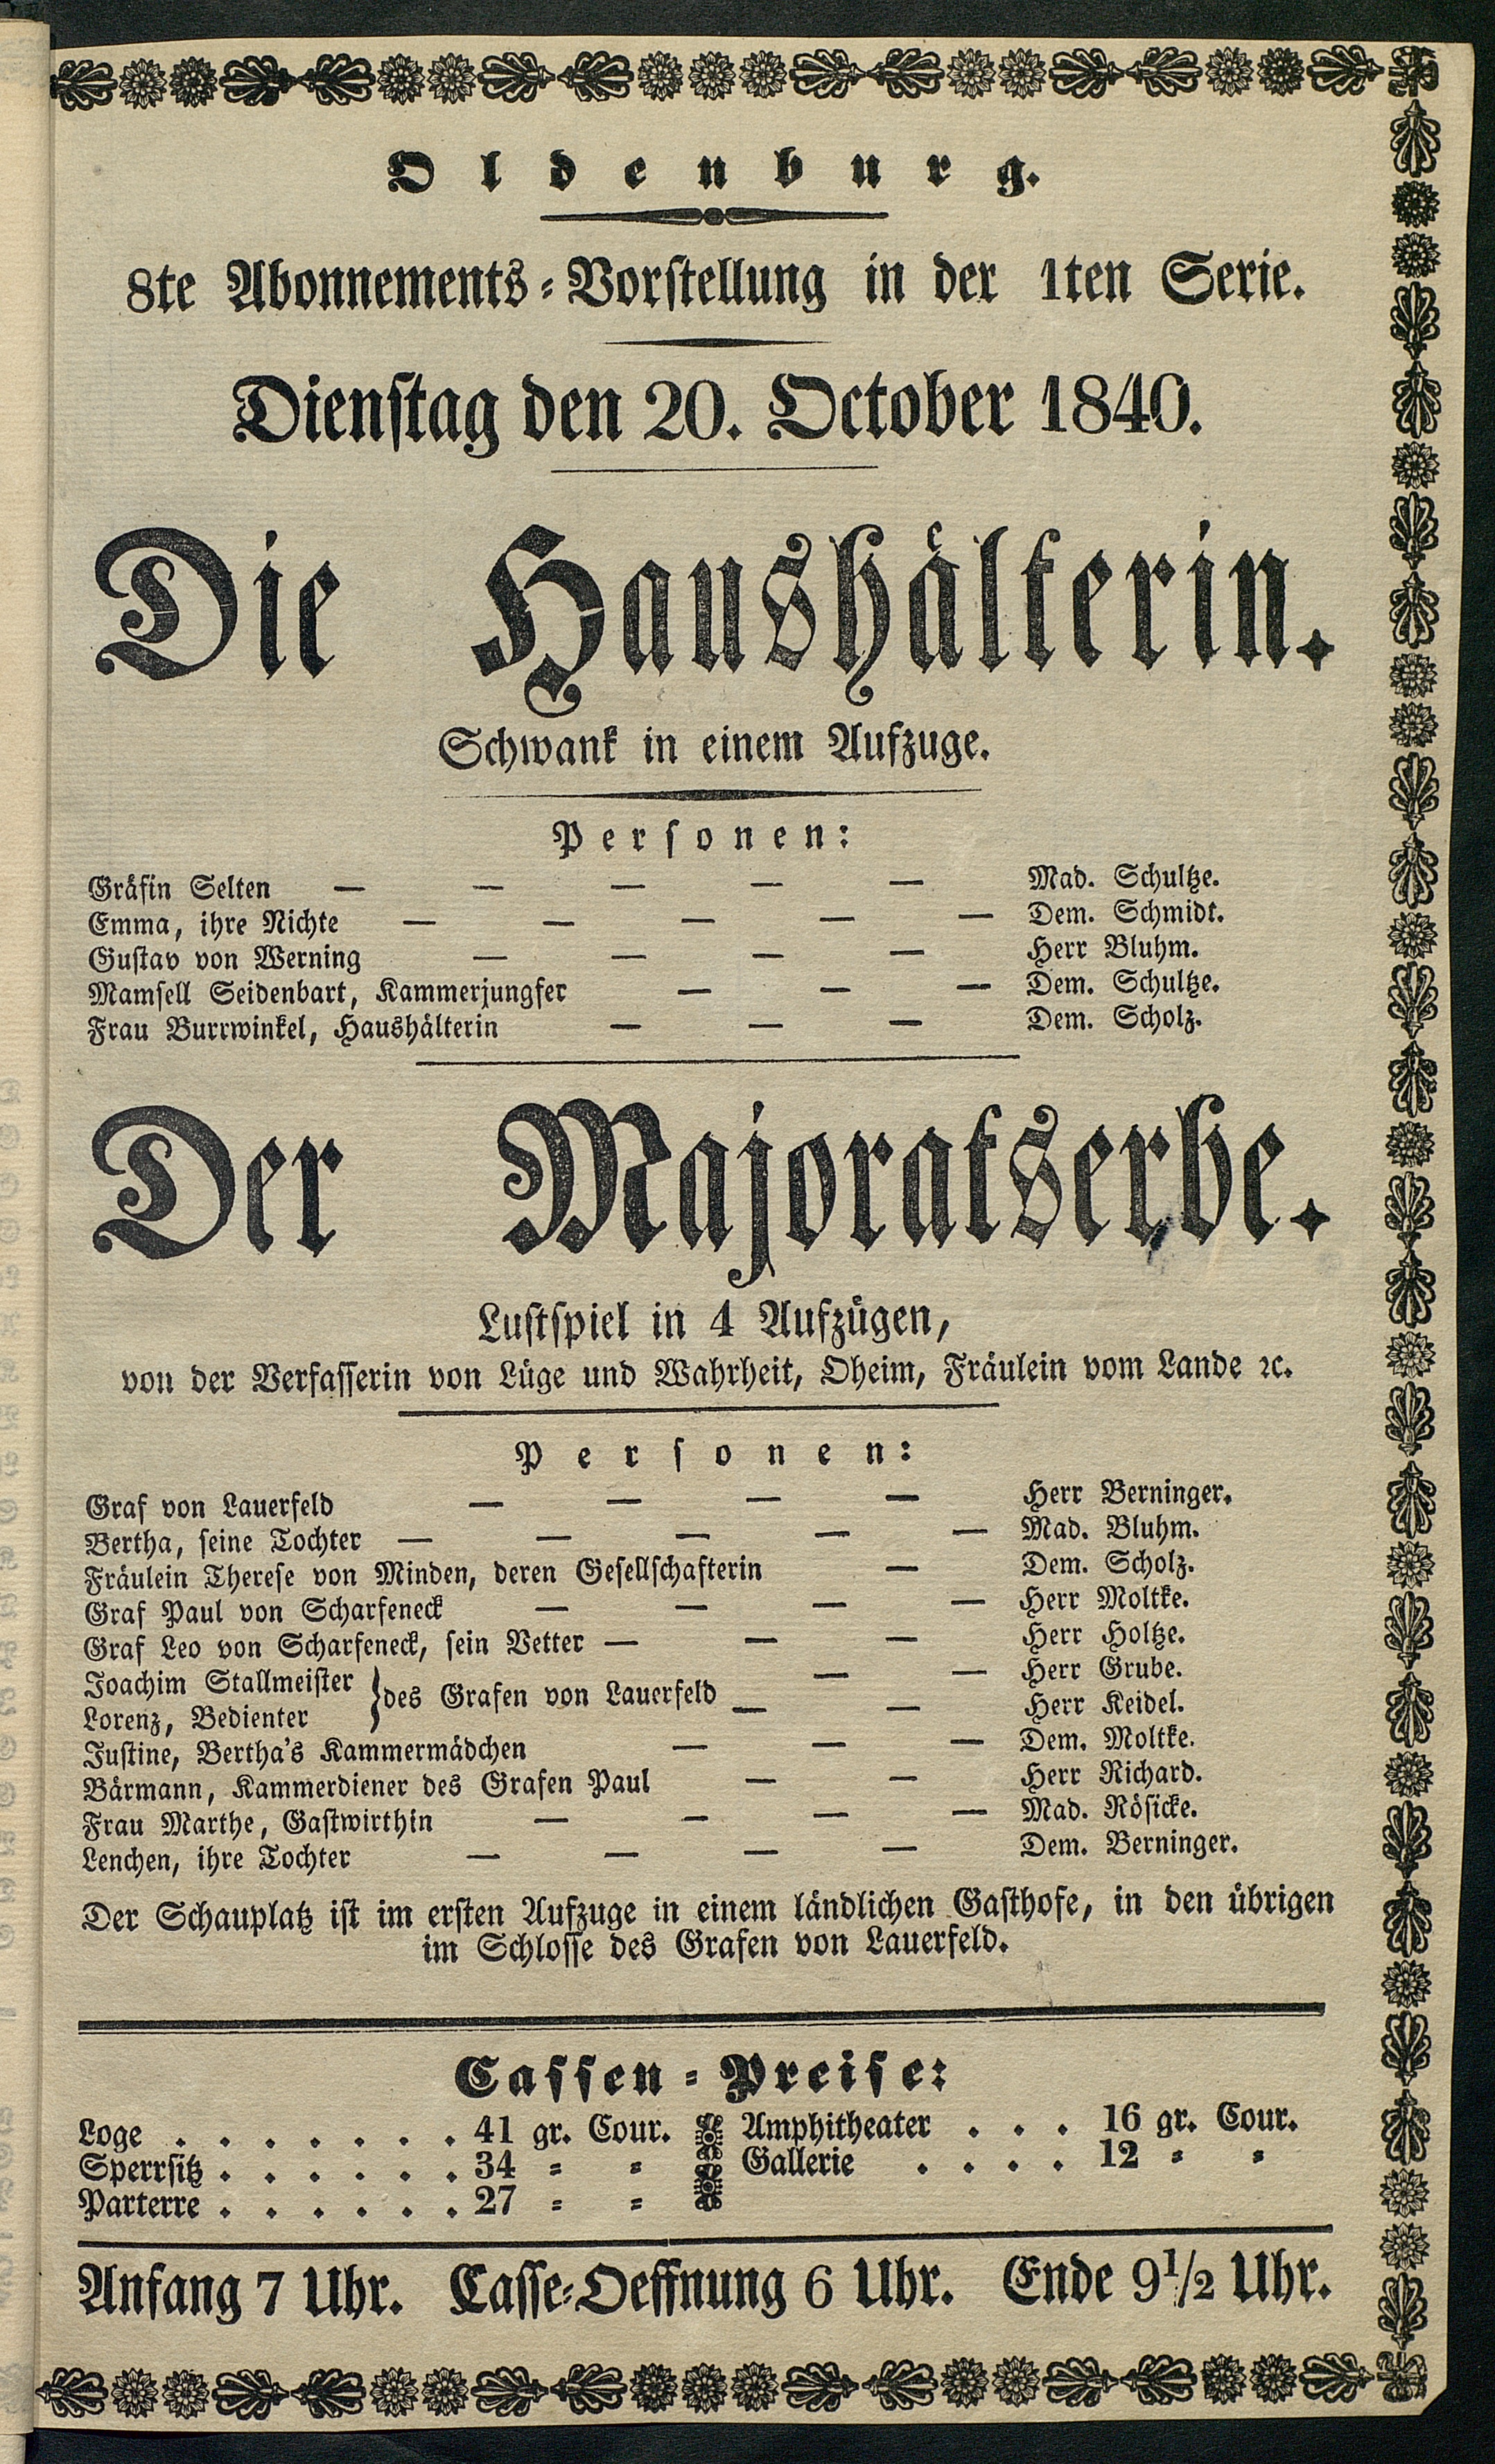 Oldenburg.
8te Abonnements-Vorstellung in der 1ten Serie.
Dienstag den 20. October 1840.
Die Haushälterin.
Schwank in einem Aufzuge.
Personen:
Gräfin Selten — — — — — Mad. Schultze.
Emma, ihre Nichte — — — — — Dem. Schmidt.
Gustav von Werning — — — — Herr Bluhm.
Mamsell Seidenbart, Kammerjungfer — — — Dem. Schultze.
Frau Burrwinkel, Haushälterin — — — Dem. Scholz.
Der Majoratserbe.
Lustspiel in 4 Aufzügen,
von der Verfasserin von Lüge und Wahrheit, Oheim, Fräulein vom Lande ꝛc.
Personen:
Graf von Lauerfeld — — — — Herr Berninger.
Bertha, seine Tochter — — — — — Mad. Bluhm.
Fräulein Therese von Minden, deren Gesellschafterin — Dem. Scholz.
Graf Paul von Scharfeneck — — — — Herr Moltke.
Graf Leo von Scharfeneck, sein Vetter — — — Herr Holtze.
Joachim Stallmeister } des Grafen von Lauerfeld — — Herr Grube.
Lorenz, Bedienter — — Herr Keidel.
Justine, Bertha's Kammermädchen — — — Dem. Moltke.
Bärmann, Kammerdiener des Grafen Paul — — Herr Richard.
Frau Marthe, Gastwirthin — — — — Mad. Rösicke.
Lenchen, ihre Tochter — — — — Dem. Berninger.
Der Schauplatz ist im ersten Aufzuge in einem ländlichen Gasthofe, in den übrigen
im Schlosse des Grafen von Lauerfeld.
Cassen-Preise:
Loge . . . . . . . 41 gr. Cour. Amphitheater . . . 16 gr. Cour.
Sperrsitz . . . . . . 34 = = Gallerie . . . . 12 = =
Parterre . . . . . . 27 = =
Anfang 7 Uhr. Casse-Oeffnung 6 Uhr. Ende 9½ Uhr.